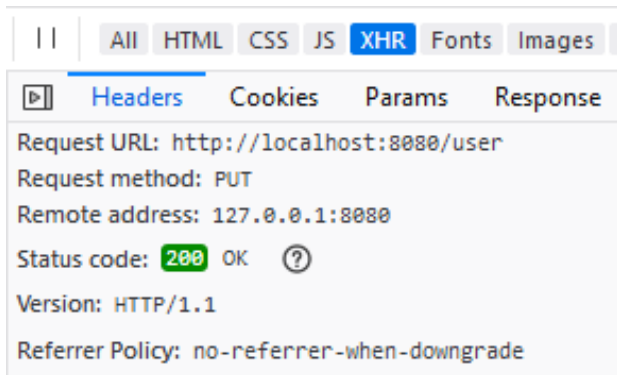 All HTML CSS JS XHR Fonts Images
Headers Cookies Params Response
Request URL: http://localhost:8080/user
Request method: PUT
Remote address: 127.0.0.1:8080
Status code: 200 OK ?
Version: HTTP/1.1
Referrer Policy: no-referrer-when-downgrade